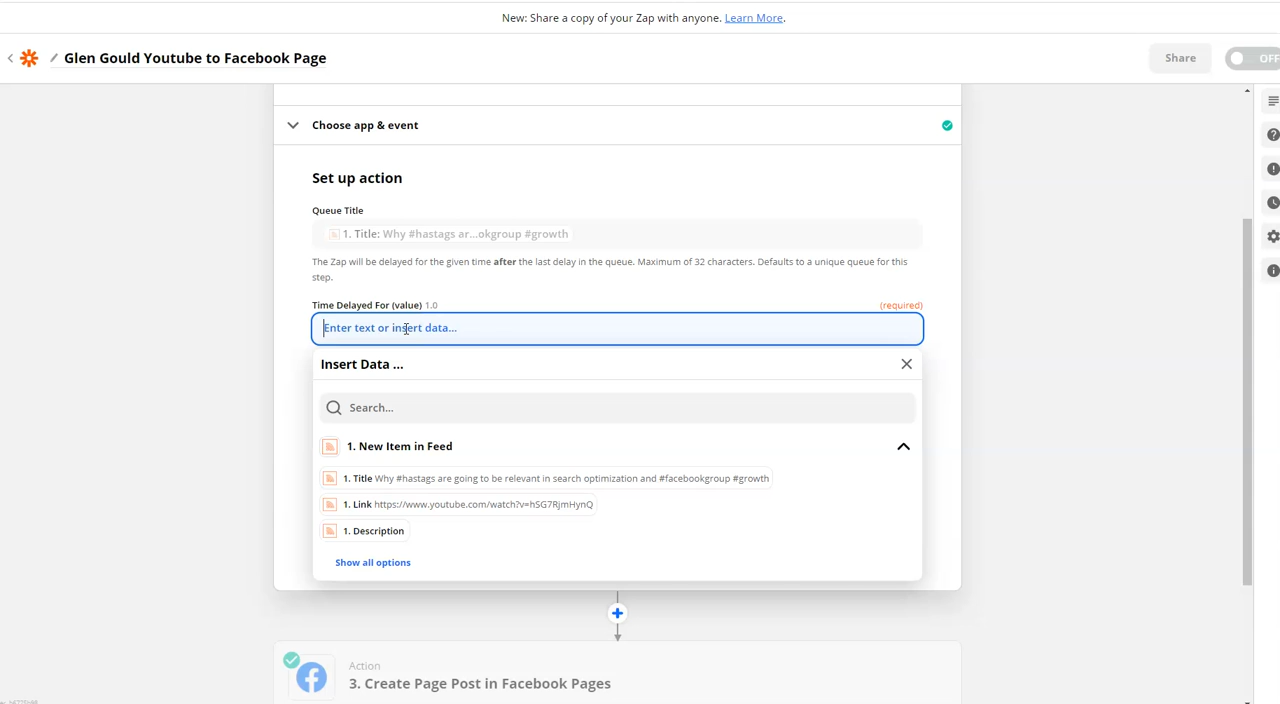 New: Share a copy of your Zap with anyone. Learn More.
Glen Gould Youtube to Facebook Page
Share
OFF
Choose app & event
Set up action
Queue Title
1. Title: Why #hastags ar...okgroup #growth
The Zap will be delayed for the given time after the last delay in the queue. Maximum of 32 characters. Defaults to a unique queue for this
step.
Time Delayed For (value) 1.0 (required)
Enter text or insert data...
Insert Data ...
Search...
1. New Item in Feed
1. Title Why #hastags are going to be relevant in search optimization and #facebookgroup #growth
1. Link https://www.youtube.com/watch?v=hSG7RjmHynQ
1. Description
Show all options
Action
3. Create Page Post in Facebook Pages